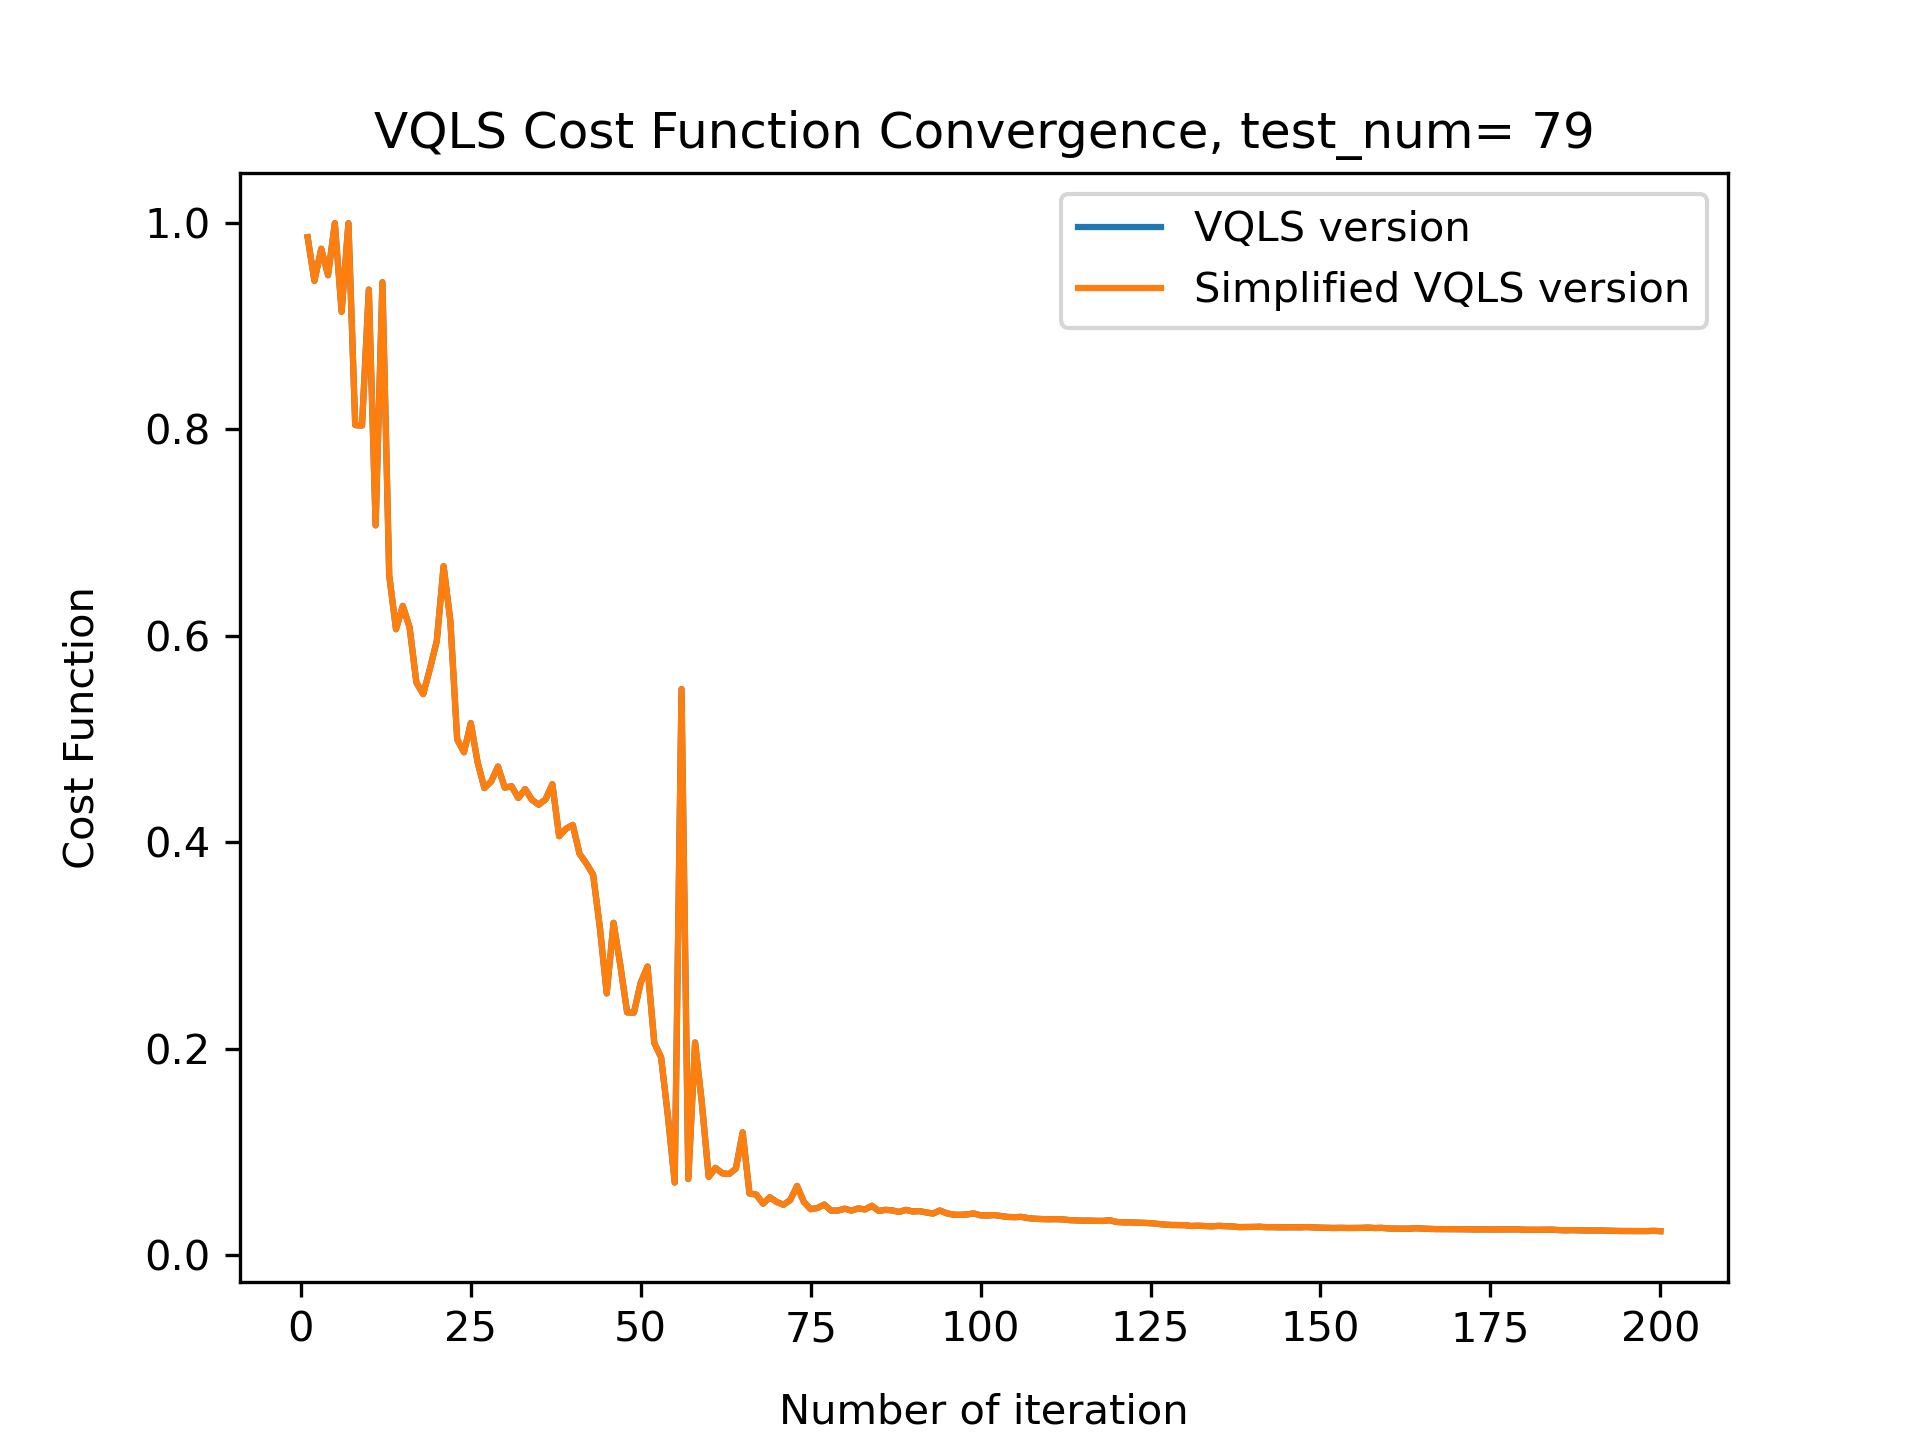 VQLS Cost Function Convergence, test_num= 79
VQLS version
Simplified VQLS version
1.0
0.8
0.6
0.4
0.2
0.0
Cost Function
0 25 50 75 100 125 150 175 200
Number of iteration